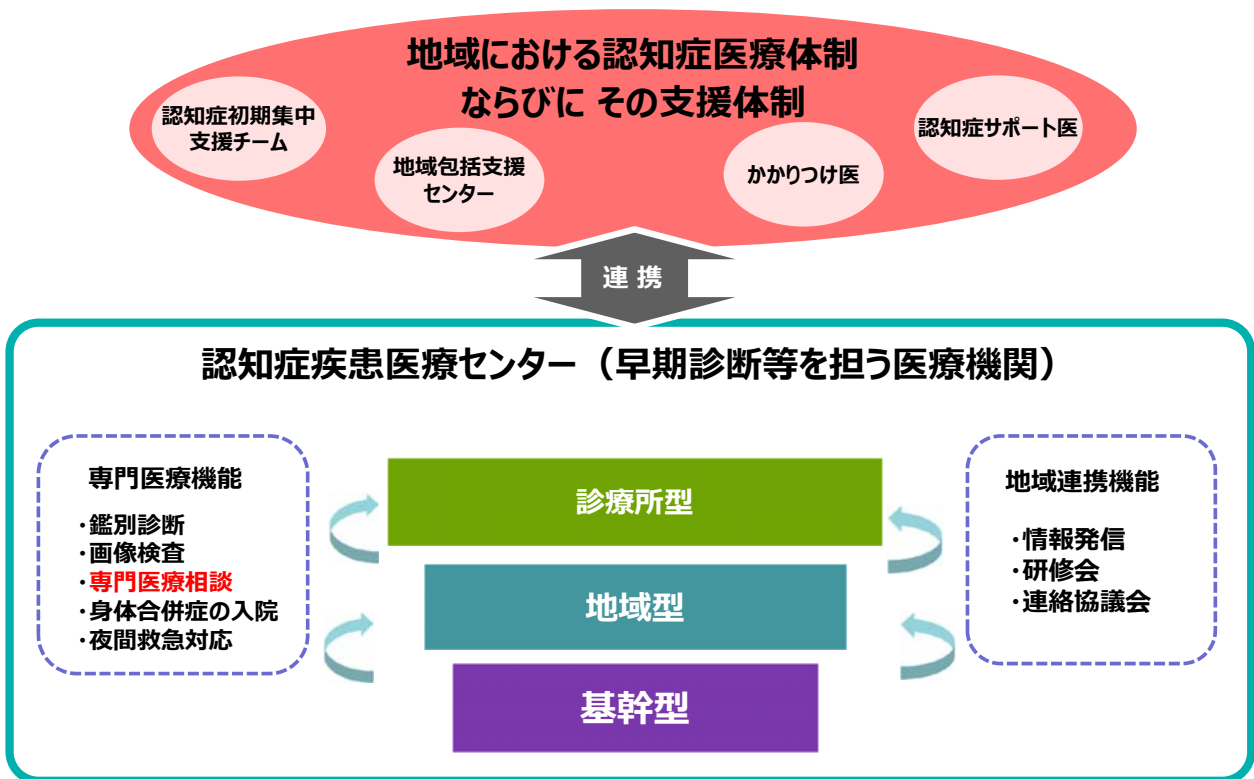 地域における認知症医療体制
ならびに その支援体制
認知症初期集中
支援チーム
地域包括支援
センター
かかりつけ医
認知症サポート医
連 携
認知症疾患医療センター（早期診断等を担う医療機関）
専門医療機能
・鑑別診断
・画像検査
・専門医療相談
・身体合併症の入院
・夜間救急対応
診療所型
地域型
基幹型
地域連携機能
・情報発信
・研修会
・連絡協議会